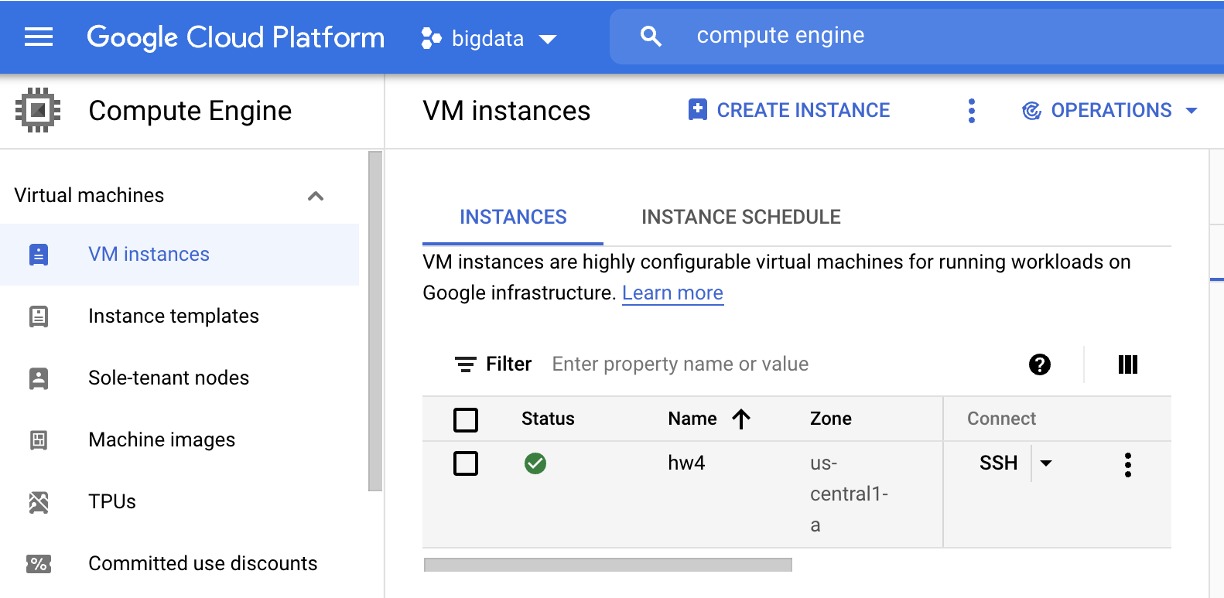 Google Cloud Platform bigdata compute engine
Compute Engine
VM instances CREATE INSTANCE OPERATIONS
Virtual machines
VM instances
Instance templates
Sole-tenant nodes
Machine images
TPUs
% Committed use discounts
INSTANCES INSTANCE SCHEDULE
VM instances are highly configurable virtual machines for running workloads on
Google infrastructure. Learn more
Filter Enter property name or value ?
Status Name Zone Connect
hw4 us- SSH
central1-
a